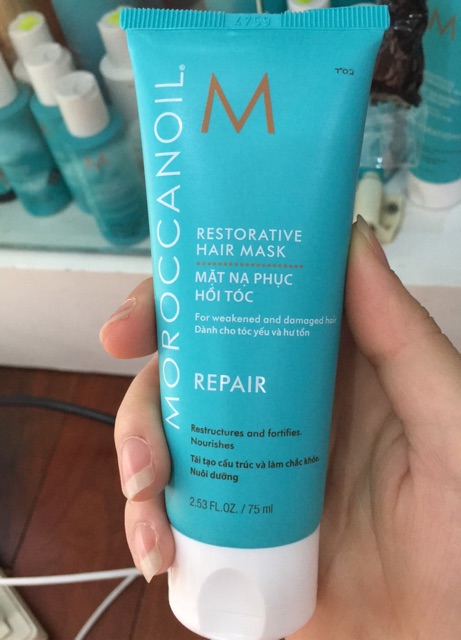 4759
T02
M
MOROCCANOIL®
RESTORATIVE
HAIR MASK
MẶT NẠ PHỤC
HỒI TÓC
For weakened and damaged hair
Dành cho tóc yếu và hư tổn
REPAIR
Restructures and fortifies.
Nourishes
Tái tạo cấu trúc và làm chắc khỏe.
Nuôi dưỡng
2.53 FL.OZ. / 75 ml
M